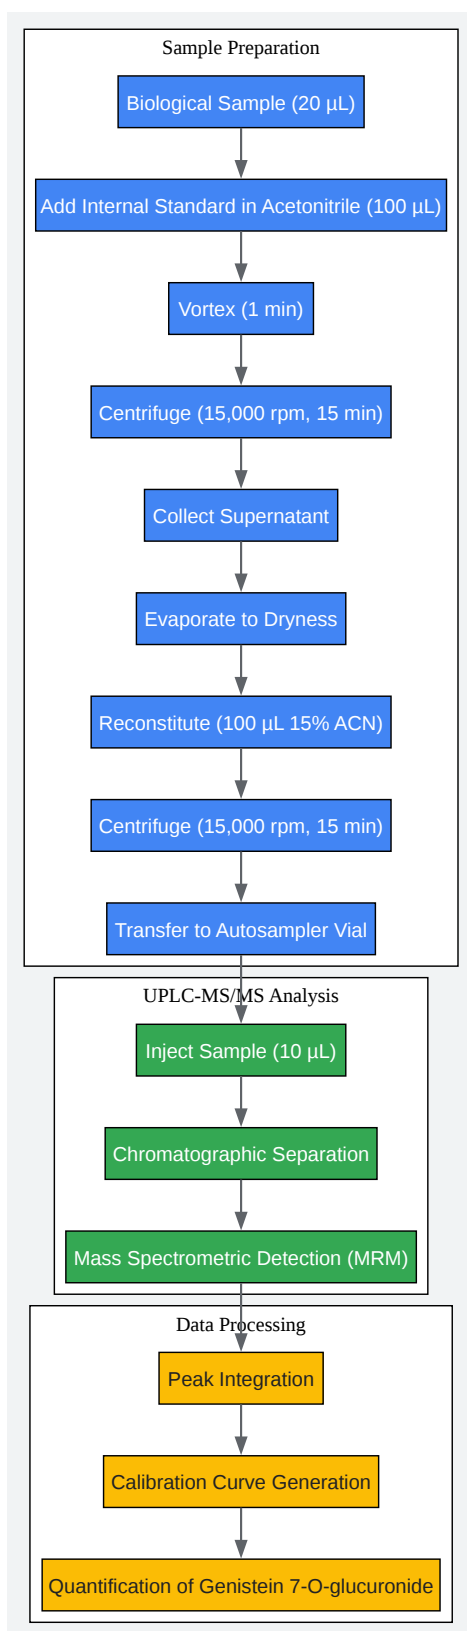 Sample Preparation
Biological Sample (20 µL)
Add Internal Standard in Acetonitrile (100 µL)
Vortex (1 min)
Centrifuge (15,000 rpm, 15 min)
Collect Supernatant
Evaporate to Dryness
Reconstitute (100 µL 15% ACN)
Centrifuge (15,000 rpm, 15 min)
Transfer to Autosampler Vial
UPLC-MS/MS Analysis
Inject Sample (10 µL)
Chromatographic Separation
Mass Spectrometric Detection (MRM)
Data Processing
Peak Integration
Calibration Curve Generation
Quantification of Genistein 7-O-glucuronide